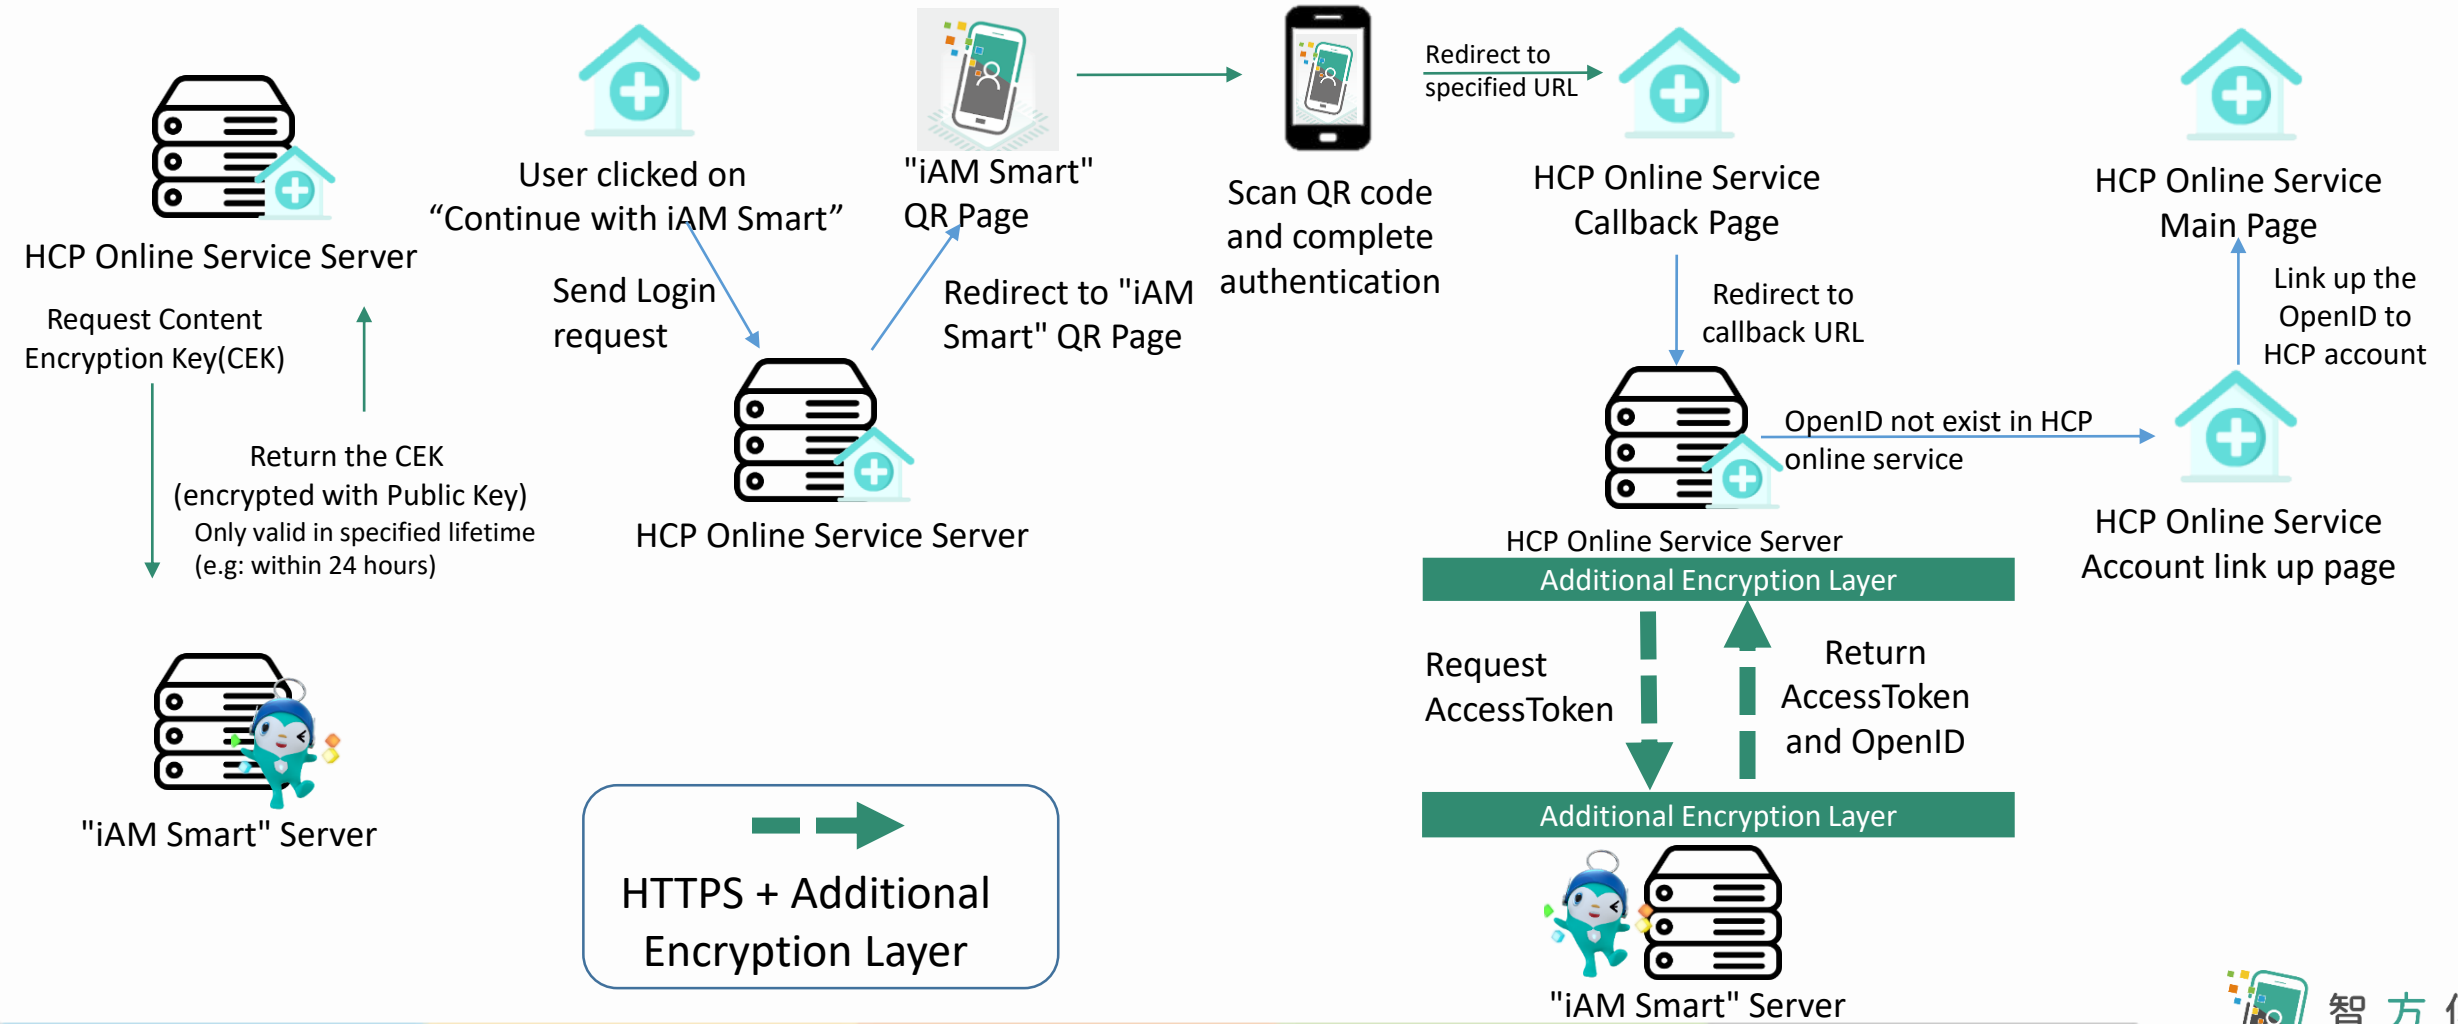 HCP Online Service Server
Request Content
Encryption Key(CEK)
Return the CEK
(encrypted with Public Key)
Only valid in specified lifetime
(e.g: within 24 hours)
"iAM Smart" Server
User clicked on
“Continue with iAM Smart”
Send Login
request
HCP Online Service Server
Redirect to "iAM
Smart" QR Page
"iAM Smart"
QR Page
Scan QR code
and complete
authentication
Redirect to
specified URL
HCP Online Service
Callback Page
Redirect to
callback URL
HCP Online Service Server
Additional Encryption Layer
Request
AccessToken
Return
AccessToken
and OpenID
Additional Encryption Layer
"iAM Smart" Server
OpenID not exist in HCP
online service
HCP Online Service
Account link up page
Link up the
OpenID to
HCP account
HCP Online Service
Main Page
HTTPS + Additional
Encryption Layer
智方